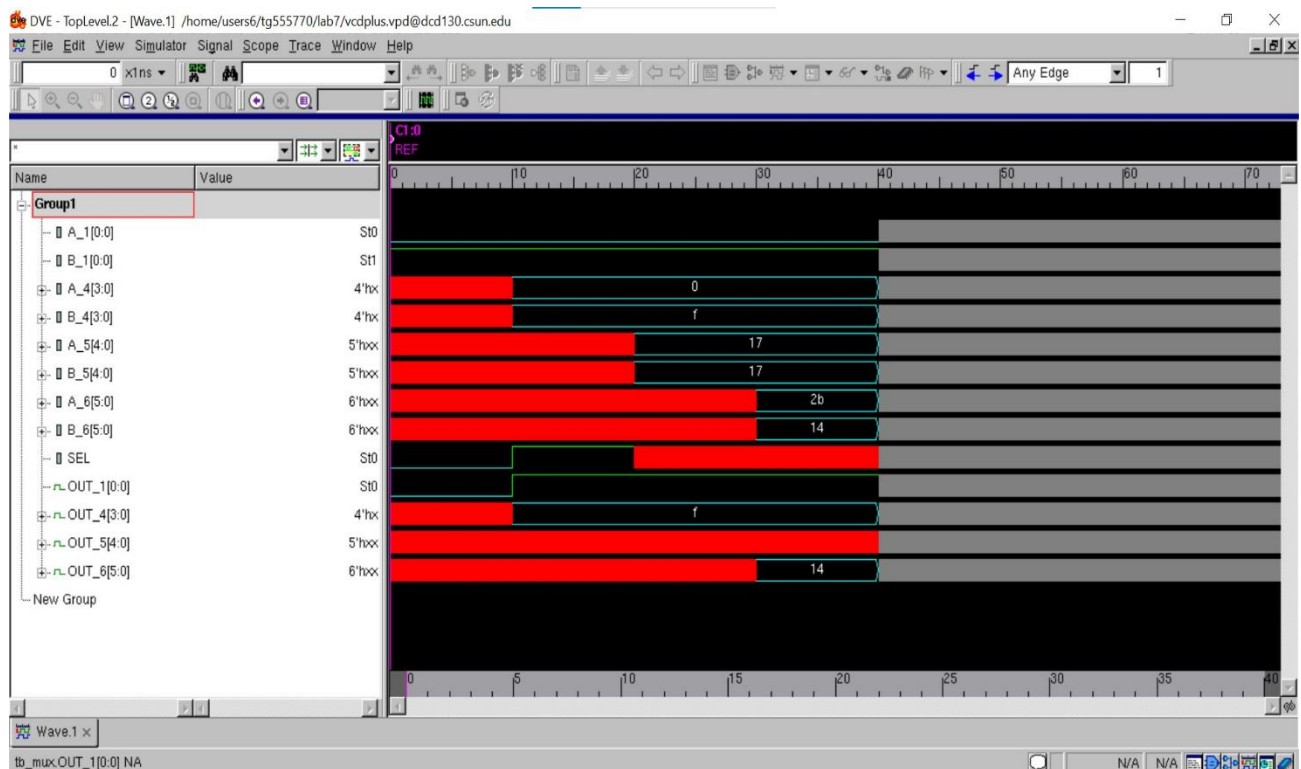 DVE - TopLevel.2 - [Wave.1] /home/users6/tg555770/lab7/vcdplus.vpd@dcd130.csun.edu
File Edit View Simulator Signal Scope Trace Window Help
0 x1ns Any Edge 1
C1:0
* REF
Name Value 0 10 20 30 40 50 60 70
Group1
A_1[0:0] St0
B_1[0:0] St1
A_4[3:0] 4'hx 0
B_4[3:0] 4'hx f
A_5[4:0] 5'hxx 17
B_5[4:0] 5'hxx 17
A_6[5:0] 6'hxx 2b
B_6[5:0] 6'hxx 14
SEL St0
OUT_1[0:0] St0
OUT_4[3:0] 4'hx f
OUT_5[4:0] 5'hxx
OUT_6[5:0] 6'hxx 14
New Group
0 5 10 15 20 25 30 35 40
Wave.1 ×
tb_mux.OUT_1[0:0] NA N/A N/A